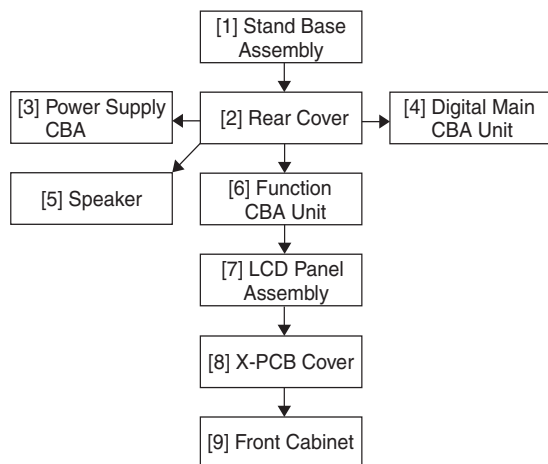 [1] Stand Base
Assembly
[3] Power Supply
CBA
[2] Rear Cover
[4] Digital Main
CBA Unit
[5] Speaker
[6] Function
CBA Unit
[7] LCD Panel
Assembly
[8] X-PCB Cover
[9] Front Cabinet